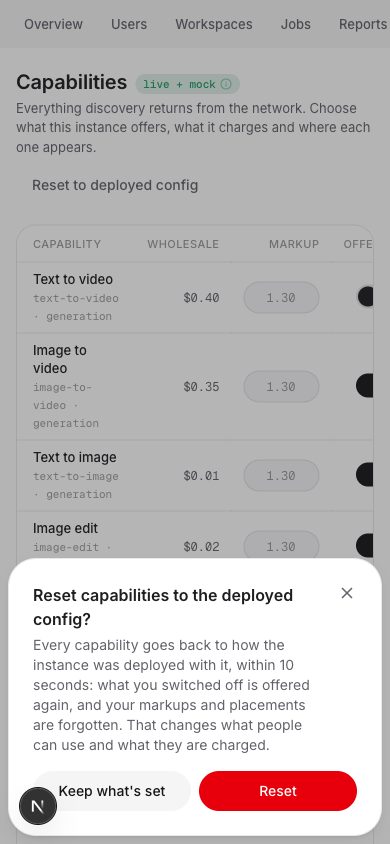 Overview Users Workspaces Jobs Reports
Capabilities live + mock
Everything discovery returns from the network. Choose
what this instance offers, what it charges and where each
one appears.
Reset to deployed config
CAPABILITY WHOLESALE MARKUP OFFE
Text to video
text-to-video $0.40 1.30
· generation
Image to
video
image-to- $0.35 1.30
video ·
generation
Text to image
text-to-image $0.01 1.30
· generation
Image edit
image-edit · $0.02 1.30
Reset capabilities to the deployed
config?
Every capability goes back to how the
instance was deployed with it, within 10
seconds: what you switched off is offered
again, and your markups and placements
are forgotten. That changes what people
can use and what they are charged.
N Keep what's set Reset